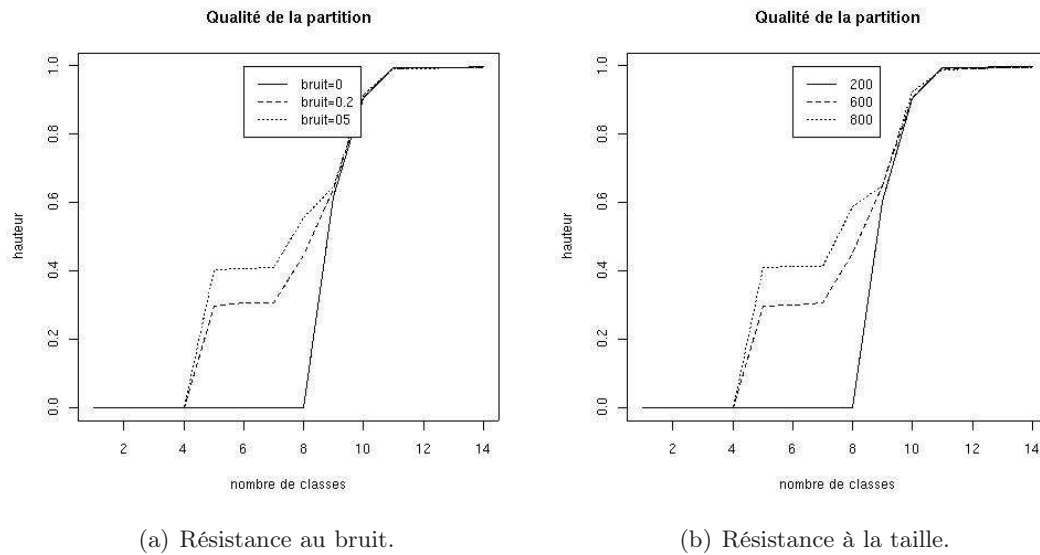 Qualité de la partition
hauteur
0.0 0.2 0.4 0.6 0.8 1.0
bruit=0
bruit=0.2
bruit=05
2 4 6 8 10 12 14
nombre de classes
(a) Résistance au bruit.
Qualité de la partition
hauteur
0.0 0.2 0.4 0.6 0.8 1.0
200
600
800
2 4 6 8 10 12 14
nombre de classes
(b) Résistance à la taille.